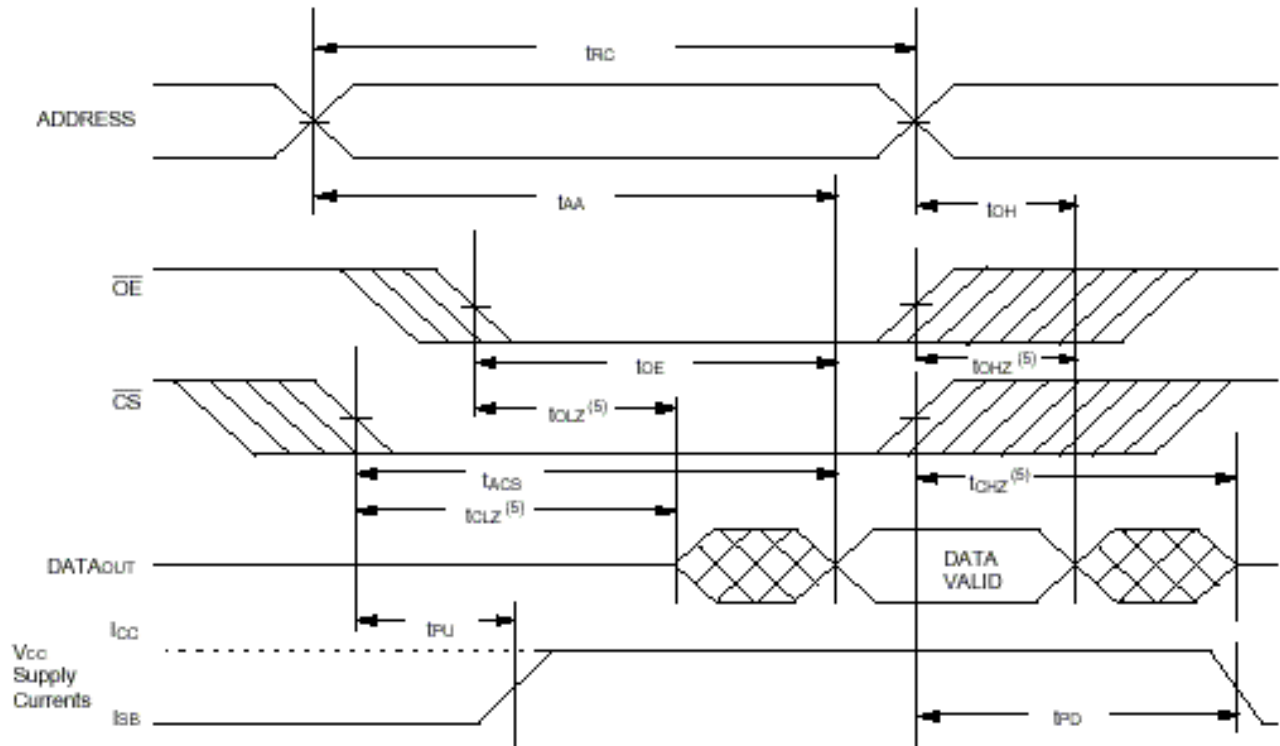 tRC
ADDRESS
tAA
tOH
OE
tOE
tOHZ (5)
CS
tOLZ (5)
tACS
tCHZ (5)
tCLZ (5)
DATAOUT
DATA
VALID
ICC
tPU
VCC
Supply
Currents
ISB
tPD